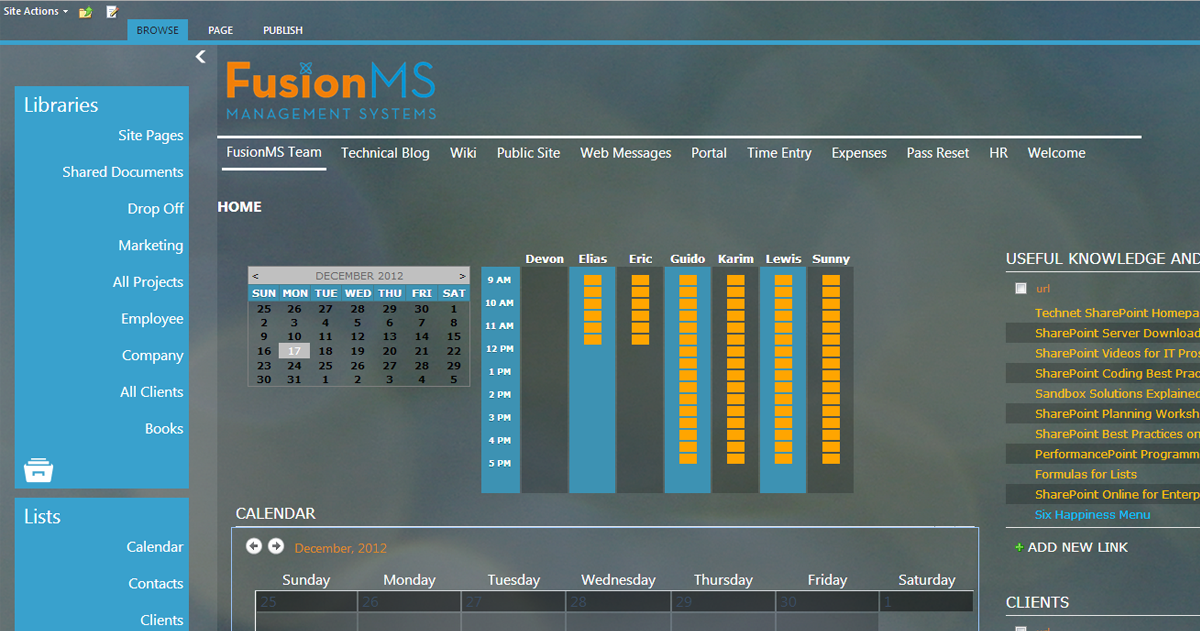 Site Actions
BROWSE PAGE PUBLISH
FusionMS
MANAGEMENT SYSTEMS
FusionMS Team Technical Blog Wiki Public Site Web Messages Portal Time Entry Expenses Pass Reset HR Welcome
Libraries
Site Pages
Shared Documents
Drop Off
Marketing
All Projects
Employee
Company
All Clients
Books
Lists
Calendar
Contacts
Clients
HOME
< DECEMBER 2012 >
SUN MON TUE WED THU FRI SAT
25 26 27 28 29 30 1
2 3 4 5 6 7 8
9 10 11 12 13 14 15
16 17 18 19 20 21 22
23 24 25 26 27 28 29
30 31 1 2 3 4 5
Devon Elias Eric Guido Karim Lewis Sunny
9 AM
10 AM
11 AM
12 PM
1 PM
2 PM
3 PM
4 PM
5 PM
CALENDAR
December, 2012
Sunday Monday Tuesday Wednesday Thursday Friday Saturday
25 26 27 28 29 30 1
USEFUL KNOWLEDGE AND
url
Technet SharePoint Homepa
SharePoint Server Download
SharePoint Videos for IT Pros
SharePoint Coding Best Prac
Sandbox Solutions Explained
SharePoint Planning Worksh
SharePoint Best Practices on
PerformancePoint Programm
Formulas for Lists
SharePoint Online for Enterp
Six Happiness Menu
+ ADD NEW LINK
CLIENTS